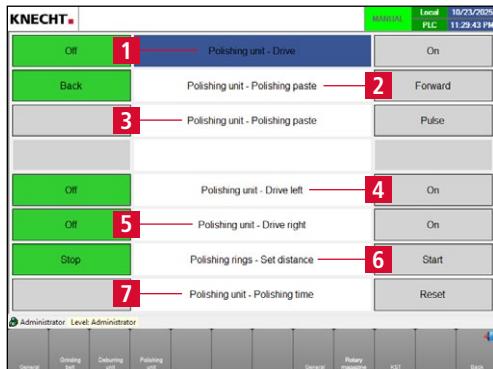 KNECHT
MANUAL
Local 10/23/2025
PLC 11:29:43 PM
Off 1 Polishing unit - Drive On
Back Polishing unit - Polishing paste 2 Forward
3 Polishing unit - Polishing paste Pulse
Off Polishing unit - Drive left 4 On
Off 5 Polishing unit - Drive right On
Stop Polishing rings - Set distance 6 Start
7 Polishing unit - Polishing time Reset
Administrator Level: Administrator
General Grinding belt Deburring unit Polishing unit General Rotary magazine KS7 Back